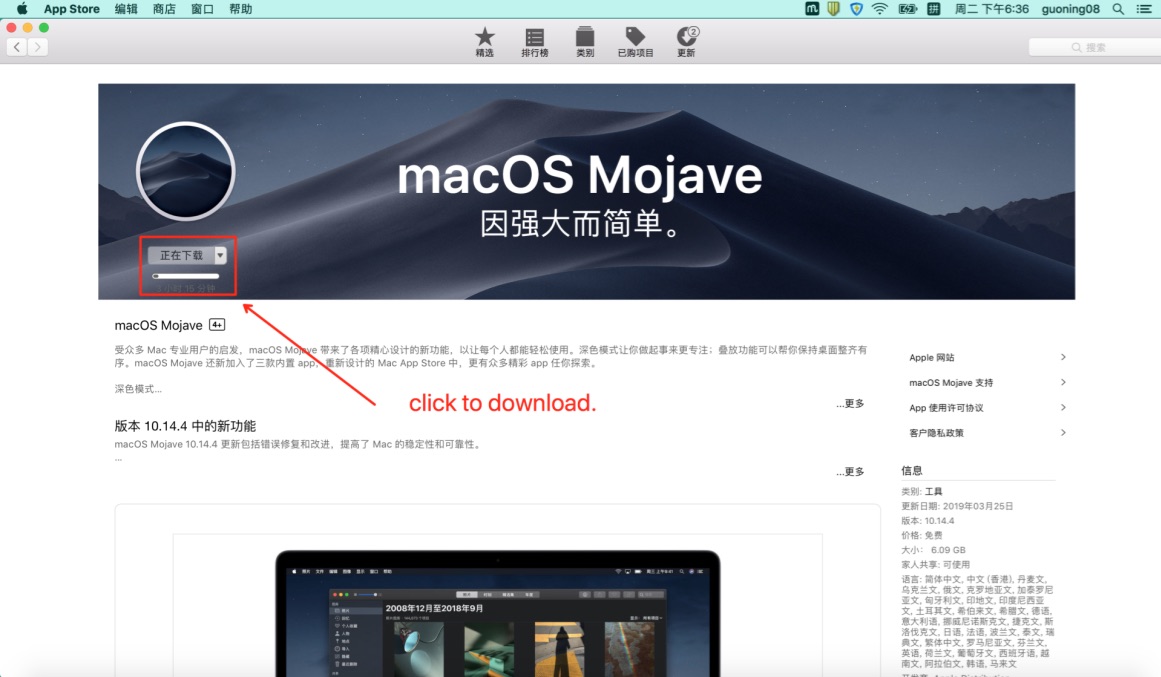 App Store 编辑 商店 窗口 帮助
周二 下午6:36 guoning08
精选 排行榜 类别 已购项目 更新
2
搜索
macOS Mojave
因强大而简单。
正在下载
5 小时 16 分钟
macOS Mojave 4+
受众多 Mac 专业用户的启发，macOS Mojave 带来了各项精心设计的新功能，以让每个人都能轻松使用。深色模式让你做起事来更专注；叠放功能可以帮你保持桌面整齐有
序。macOS Mojave 还新加入了三款内置 app，重新设计的 Mac App Store 中，更有众多精彩 app 任你探索。
深色模式...
...更多
click to download.
版本 10.14.4 中的新功能
macOS Mojave 10.14.4 更新包括错误修复和改进，提高了 Mac 的稳定性和可靠性。
...
...更多
Apple 网站
macOS Mojave 支持
App 使用许可协议
客户隐私政策
信息
类别: 工具
更新日期: 2019年03月25日
版本: 10.14.4
价格: 免费
大小: 6.09 GB
家人共享: 可使用
语言: 简体中文, 中文 (香港), 丹麦文,
乌克兰文, 俄文, 克罗地亚文, 加泰罗尼
亚文, 匈牙利文, 印地文, 印度尼西亚
文, 土耳其文, 希伯来文, 希腊文, 德语,
意大利语, 挪威尼诺斯克文, 捷克文, 斯
洛伐克文, 日语, 法语, 波兰文, 泰文, 瑞
典文, 繁体中文, 罗马尼亚文, 芬兰文,
英语, 荷兰文, 葡萄牙文, 西班牙语, 越
南文, 阿拉伯文, 韩语, 马来文
2008年12月至2018年9月